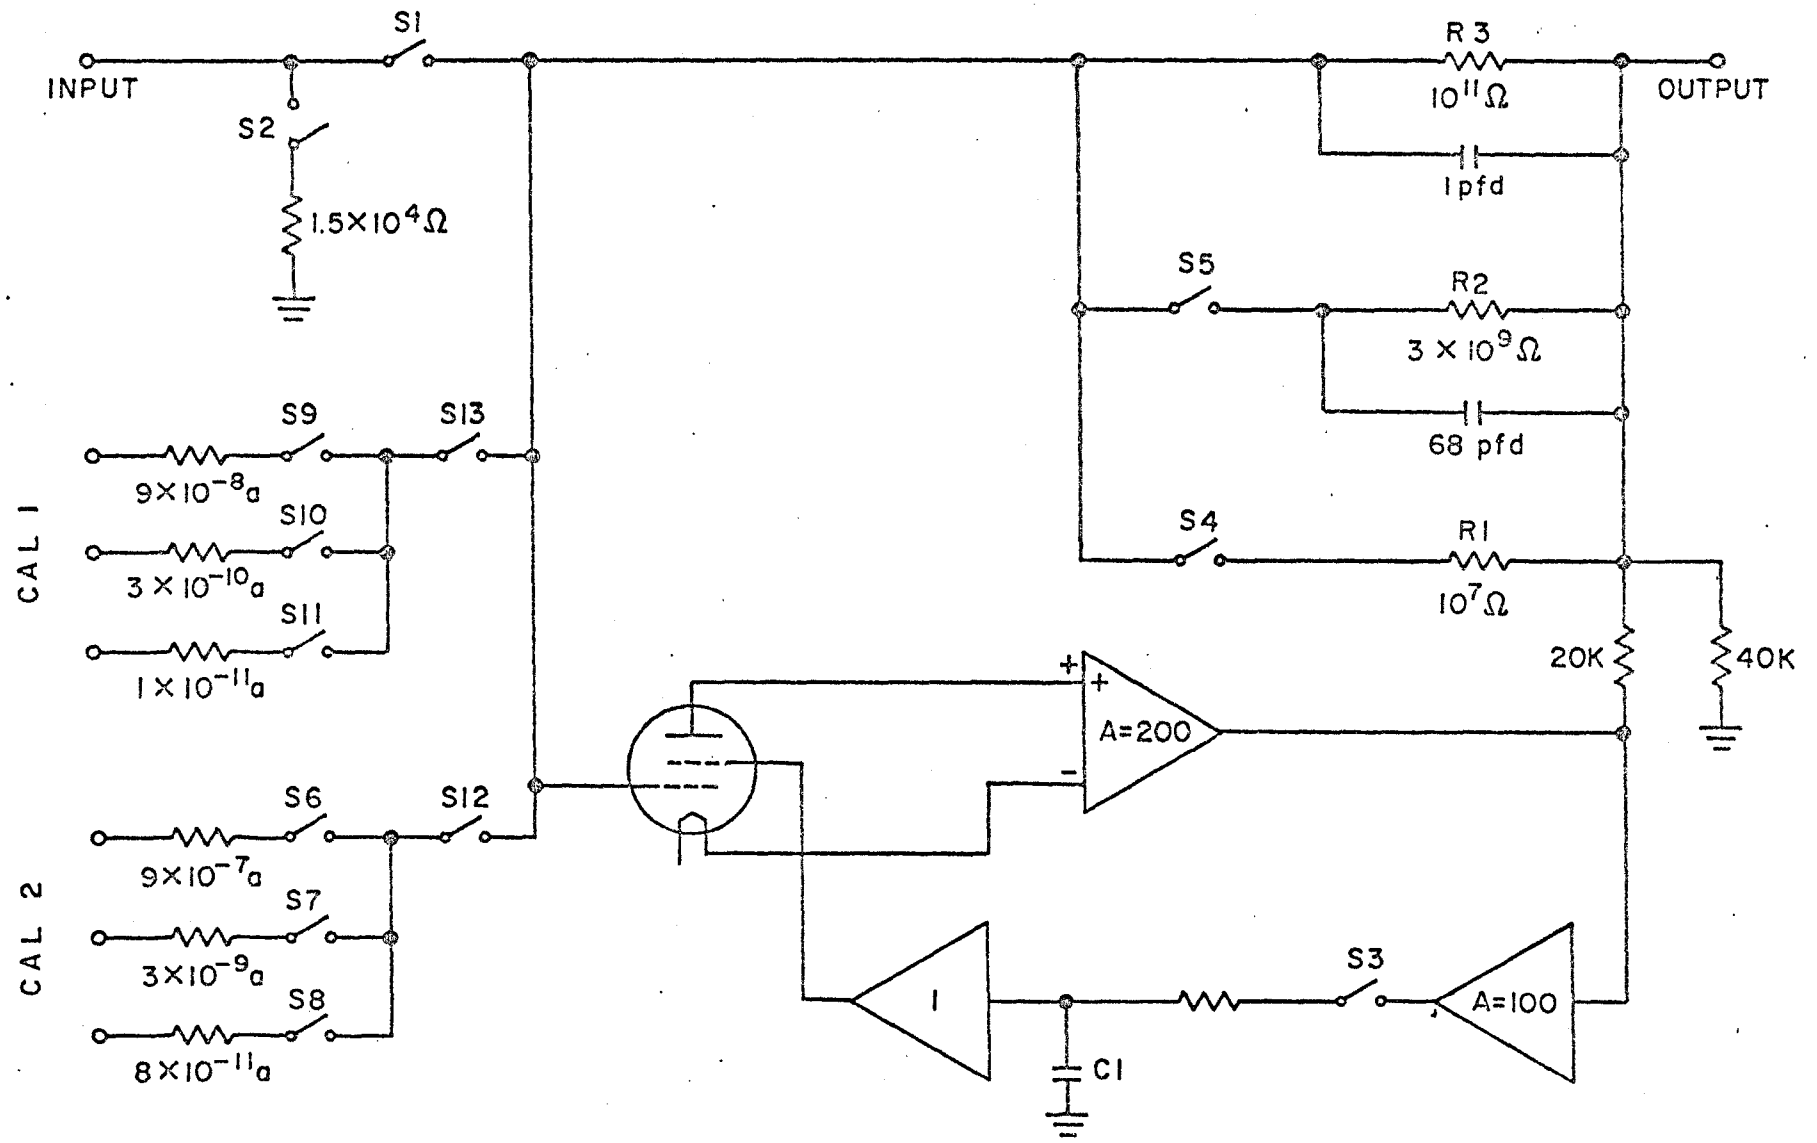 S1
R3
INPUT
10¹¹Ω
OUTPUT
S2
1 pfd
1.5×10⁴Ω
S5
R2
3 × 10⁹Ω
S9
S13
68 pfd
9×10⁻⁸a
CAL 1
S10
S4
R1
3 × 10⁻¹⁰a
10⁷Ω
S11
20K
40K
1 × 10⁻¹¹a
+
+
A=200
-
S6
S12
9×10⁻⁷a
CAL 2
S7
3×10⁻⁹a
S3
S8
1
A=100
8×10⁻¹¹a
C1